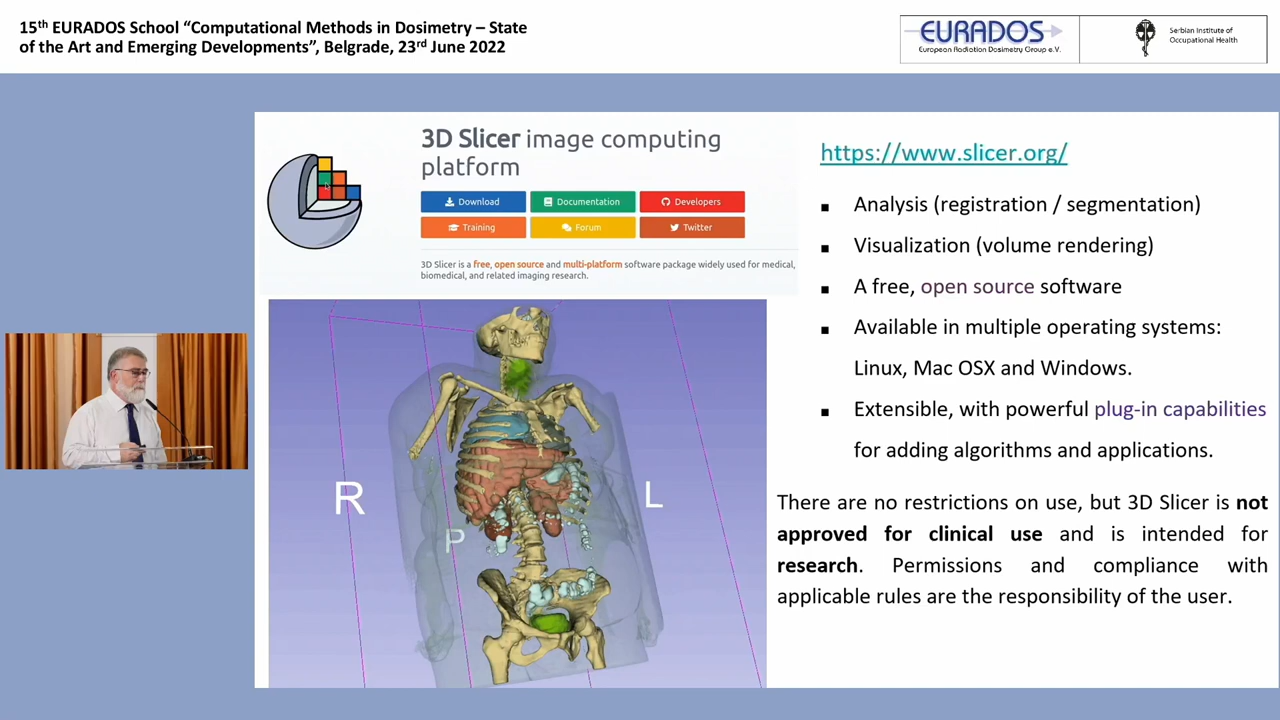 15th EURADOS School “Computational Methods in Dosimetry – State
of the Art and Emerging Developments”, Belgrade, 23rd June 2022
EURADOS
European Radiation Dosimetry Group e.V.
Serbian Institute of
Occupational Health
3D Slicer image computing
platform
Download
Documentation
Developers
Training
Forum
Twitter
3D Slicer is a free, open source and multi-platform software package widely used for medical,
biomedical, and related imaging research.
R
L
P
https://www.slicer.org/
▪ Analysis (registration / segmentation)
▪ Visualization (volume rendering)
▪ A free, open source software
▪ Available in multiple operating systems:
Linux, Mac OSX and Windows.
▪ Extensible, with powerful plug-in capabilities
for adding algorithms and applications.
There are no restrictions on use, but 3D Slicer is not
approved for clinical use and is intended for
research. Permissions and compliance with
applicable rules are the responsibility of the user.